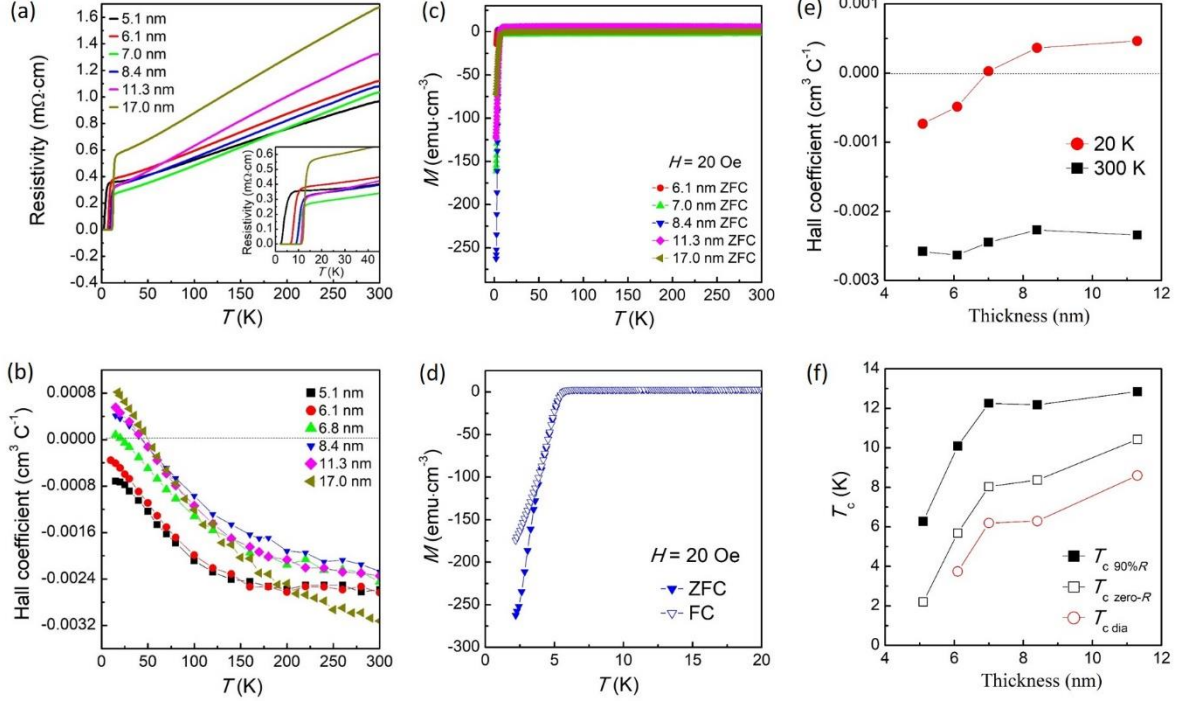 (a)
5.1 nm
6.1 nm
7.0 nm
8.4 nm
11.3 nm
17.0 nm
Resistivity (mΩ·cm)
1.6
1.4
1.2
1.0
0.8
0.6
0.4
0.2
0.0
-0.2
-0.4
0 50 100 150 200 250 300
T (K)
Resistivity (mΩ·cm)
0.6
0.5
0.4
0.3
0.2
0.1
0.0
0 10 20 30 40
T (K)
(b)
5.1 nm
6.1 nm
6.8 nm
8.4 nm
11.3 nm
17.0 nm
Hall coefficient (cm³ C⁻¹)
0.0008
0.0000
-0.0008
-0.0016
-0.0024
-0.0032
0 50 100 150 200 250 300
T (K)
(c)
M (emu·cm⁻³)
0
-50
-100
-150
-200
-250
H = 20 Oe
6.1 nm ZFC
7.0 nm ZFC
8.4 nm ZFC
11.3 nm ZFC
17.0 nm ZFC
0 50 100 150 200 250 300
T (K)
(d)
M (emu·cm⁻³)
0
-50
-100
-150
-200
-250
-300
H = 20 Oe
ZFC
FC
0 5 10 15 20
T (K)
(e)
Hall coefficient (cm³ C⁻¹)
0.000
-0.001
-0.002
-0.003
20 K
300 K
4 6 8 10 12
Thickness (nm)
(f)
Tc (K)
14
13
12
10
8
6
4
2
0
Tc 90%R
Tc zero-R
Tc dia
4 6 8 10 12
Thickness (nm)